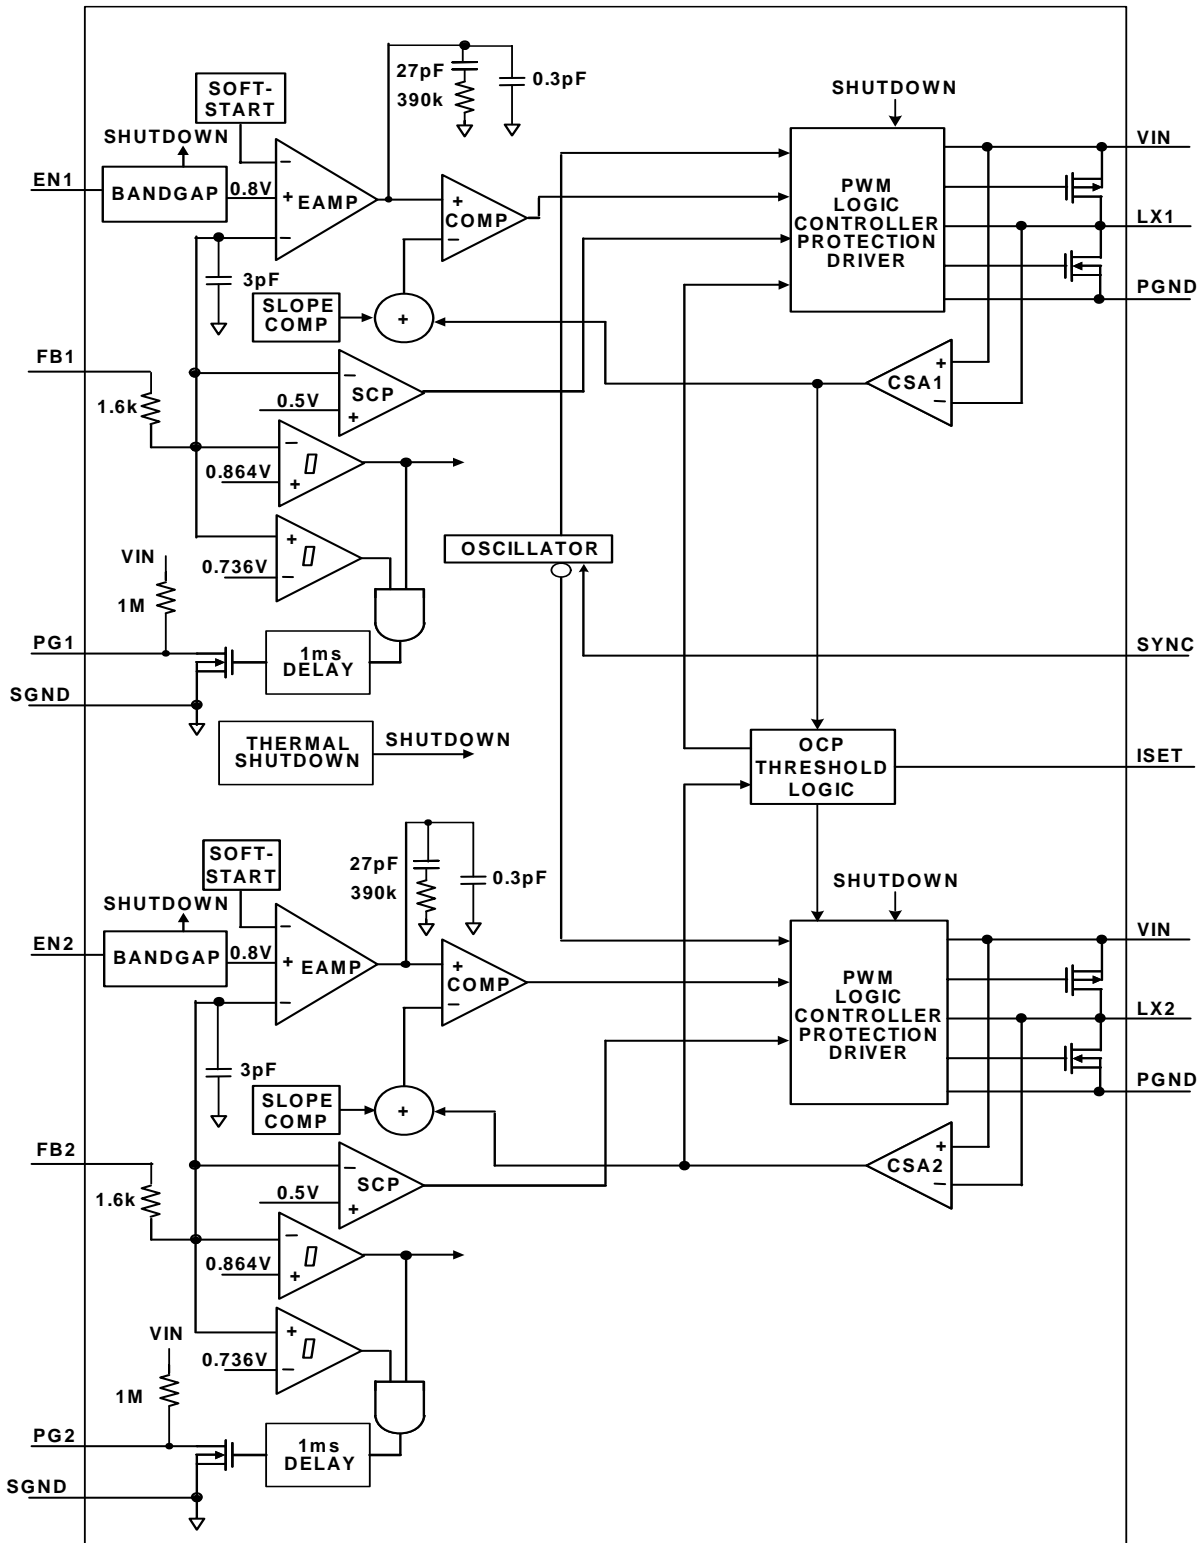 27pF
0.3pF
390k
SOFT-
START
SHUTDOWN
SHUTDOWN
VIN
EN1
BANDGAP
0.8V
−
+
EAMP
−
+
COMP
−
PWM
LOGIC
CONTROLLER
PROTECTION
DRIVER
LX1
3pF
PGND
SLOPE
COMP
+
FB1
1.6k
−
SCP
0.5V
+
+
CSA1
−
−
0.864V
+
+
VIN
0.736V
−
OSCILLATOR
1M
PG1
1ms
DELAY
SYNC
SGND
THERMAL
SHUTDOWN
SHUTDOWN
OCP
THRESHOLD
LOGIC
ISET
27pF
0.3pF
390k
SOFT-
START
SHUTDOWN
SHUTDOWN
VIN
EN2
BANDGAP
0.8V
−
+
EAMP
−
+
COMP
−
PWM
LOGIC
CONTROLLER
PROTECTION
DRIVER
LX2
3pF
PGND
SLOPE
COMP
+
FB2
1.6k
−
SCP
0.5V
+
+
CSA2
−
−
0.864V
+
VIN
+
0.736V
−
1M
PG2
1ms
DELAY
SGND